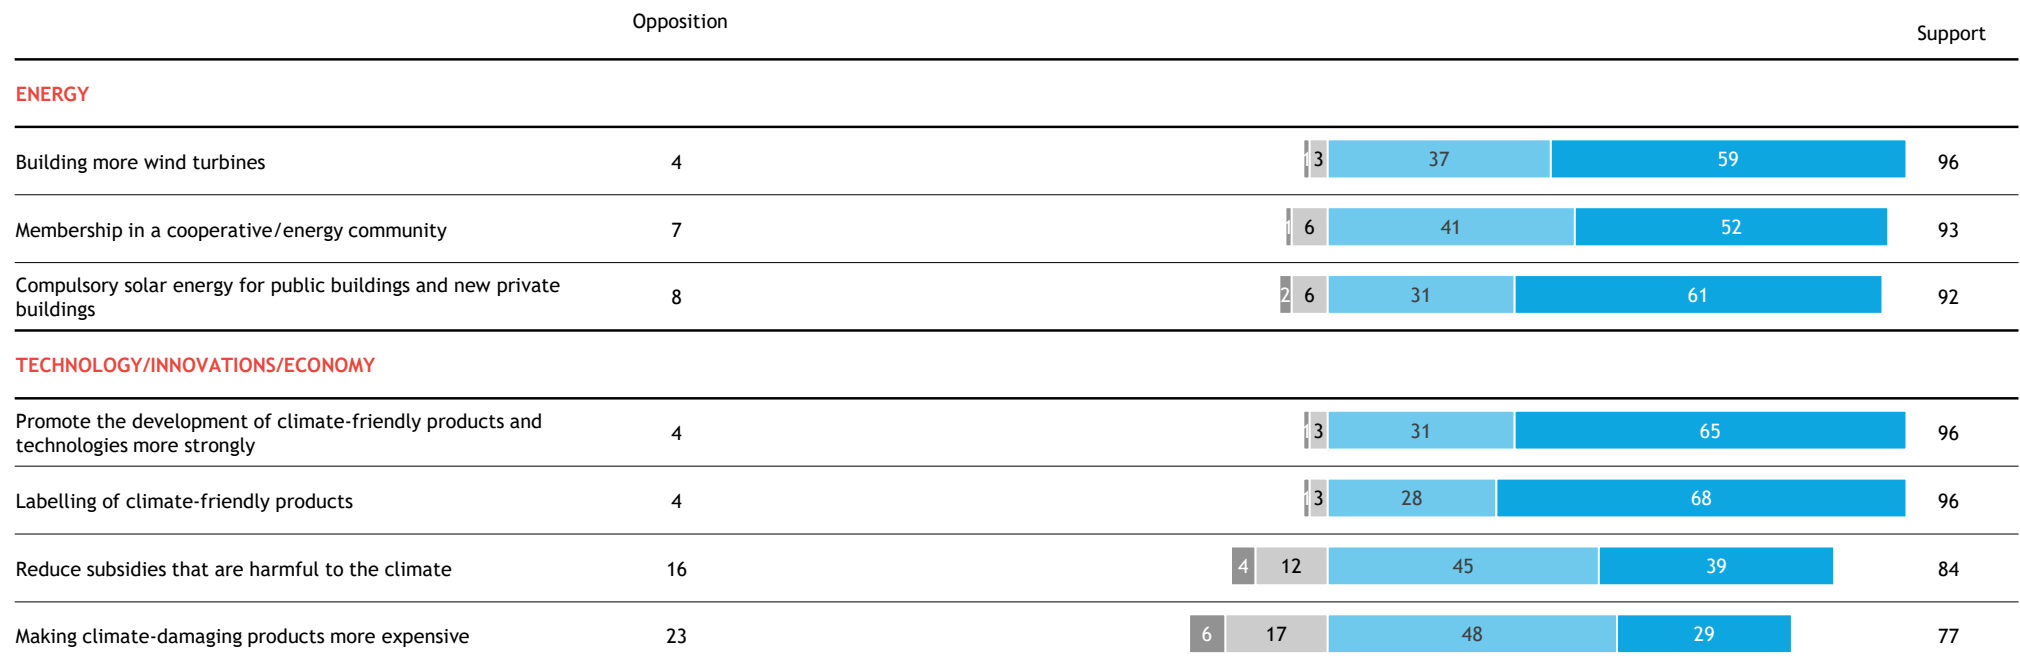 Opposition
Support
ENERGY
Building more wind turbines 4 1 3 37 59 96
Membership in a cooperative/energy community 7 1 6 41 52 93
Compulsory solar energy for public buildings and new private
buildings 8 2 6 31 61 92
TECHNOLOGY/INNOVATIONS/ECONOMY
Promote the development of climate-friendly products and
technologies more strongly 4 1 3 31 65 96
Labelling of climate-friendly products 4 1 3 28 68 96
Reduce subsidies that are harmful to the climate 16 4 12 45 39 84
Making climate-damaging products more expensive 23 6 17 48 29 77